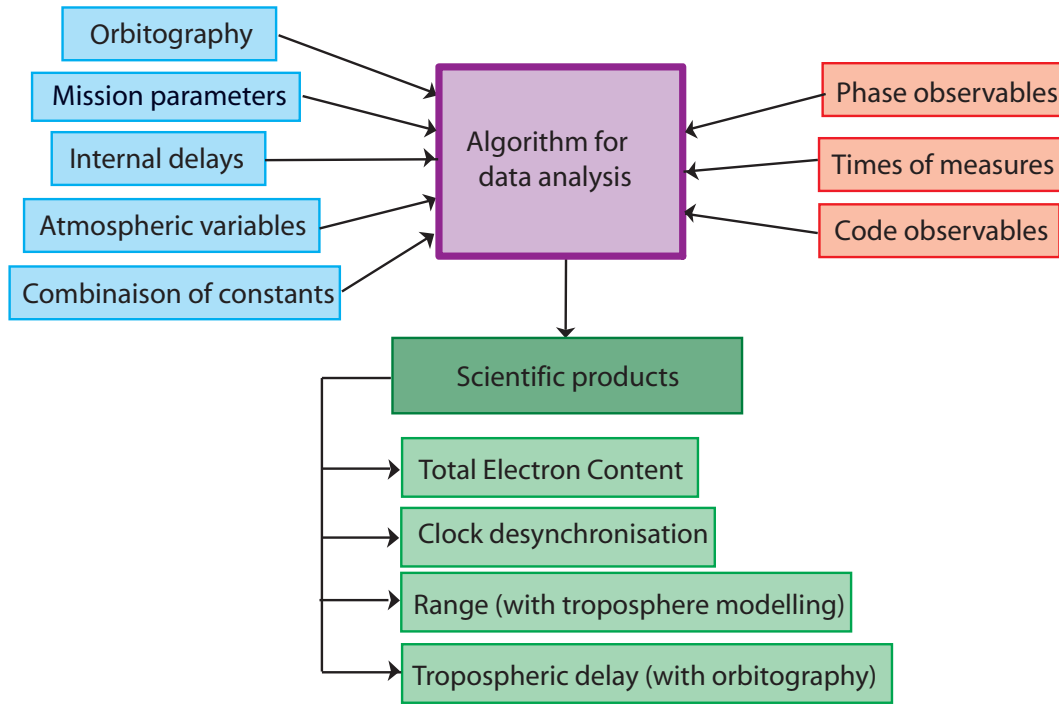 Orbitography
Mission parameters
Internal delays
Atmospheric variables
Combinaison of constants
Algorithm for
data analysis
Phase observables
Times of measures
Code observables
Scientific products
Total Electron Content
Clock desynchronisation
Range (with troposphere modelling)
Tropospheric delay (with orbitography)